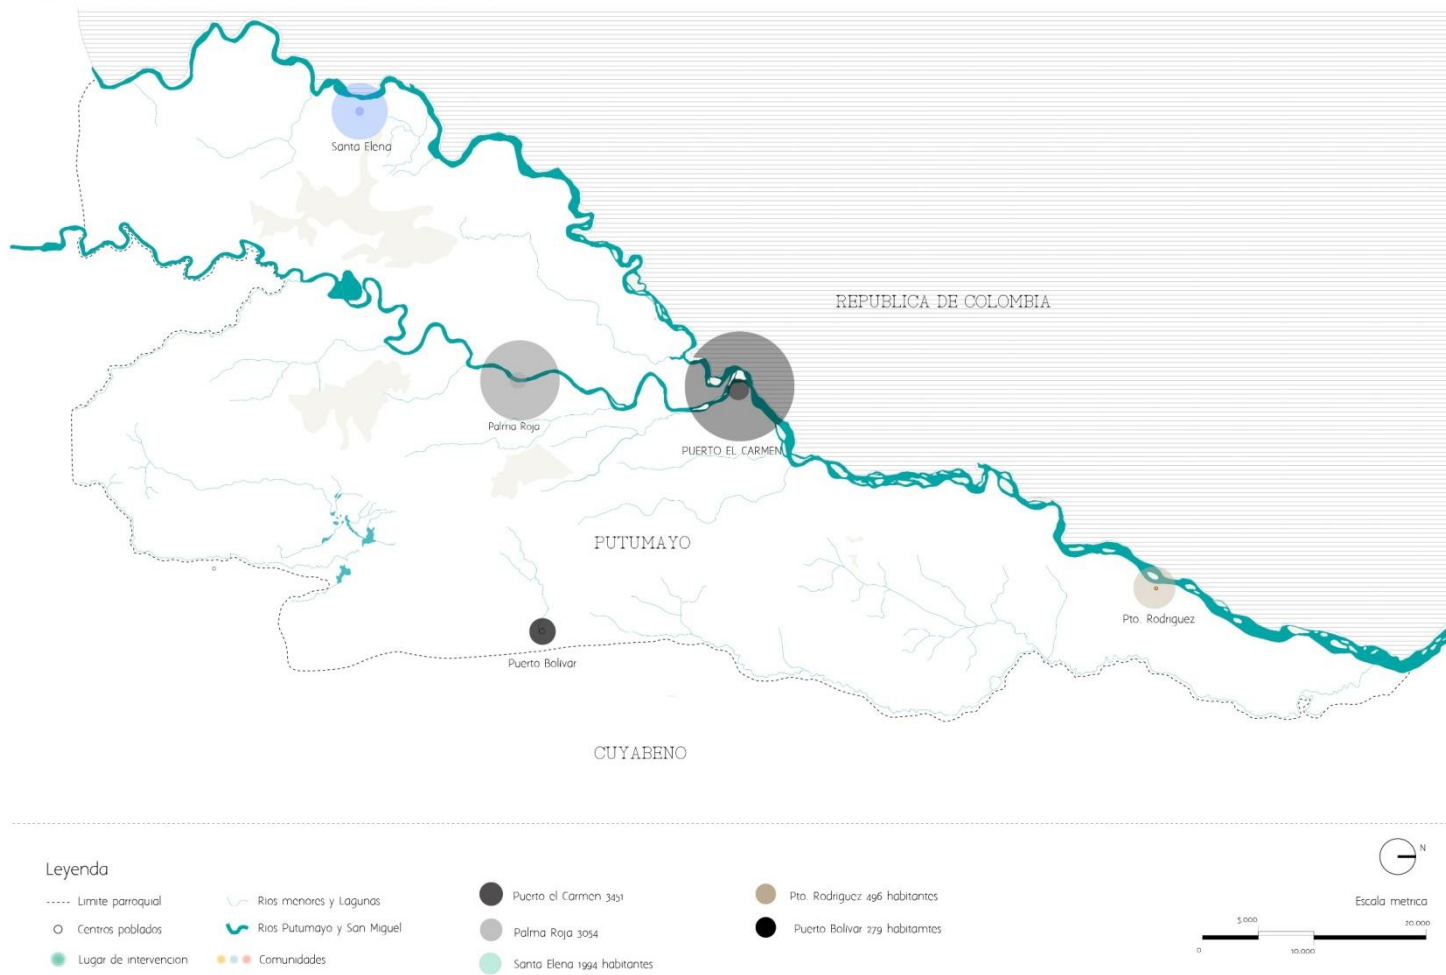 Santa Elena
REPUBLICA DE COLOMBIA
Palma Roja
PUERTO EL CARMEN
PUTUMAYO
Pto. Rodriguez
Puerto Bolivar
CUYABENO
Leyenda
Limite parroquial
Centros poblados
Lugar de intervencion
Rios menores y Lagunas
Rios Putumayo y San Miguel
Comunidades
Puerto el Carmen 3451
Palma Roja 3054
Santa Elena 1994 habitantes
Pto. Rodriguez 496 habitantes
Puerto Bolivar 279 habitamtes
N
Escala metrica
5.000 20.000
0 10.000